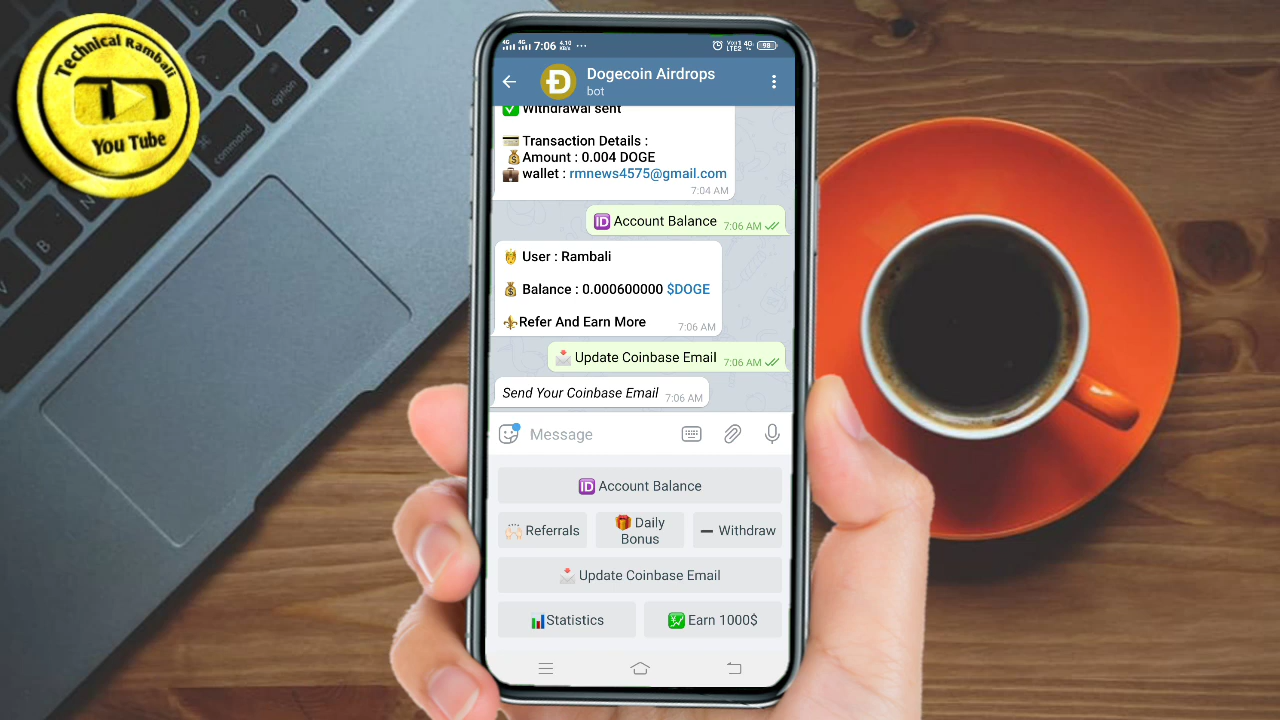 Technical Rambali
You Tube
option
command
B
N
7:06
98
Dogecoin Airdrops
bot
Withdrawal sent
Transaction Details :
Amount : 0.004 DOGE
wallet : rmnews4575@gmail.com
7:04 AM
Account Balance 7:06 AM
User : Rambali
Balance : 0.000600000 $DOGE
Refer And Earn More 7:06 AM
Update Coinbase Email 7:06 AM
Send Your Coinbase Email 7:06 AM
Message
Account Balance
Referrals
Daily
Bonus
Withdraw
Update Coinbase Email
Statistics
Earn 1000$